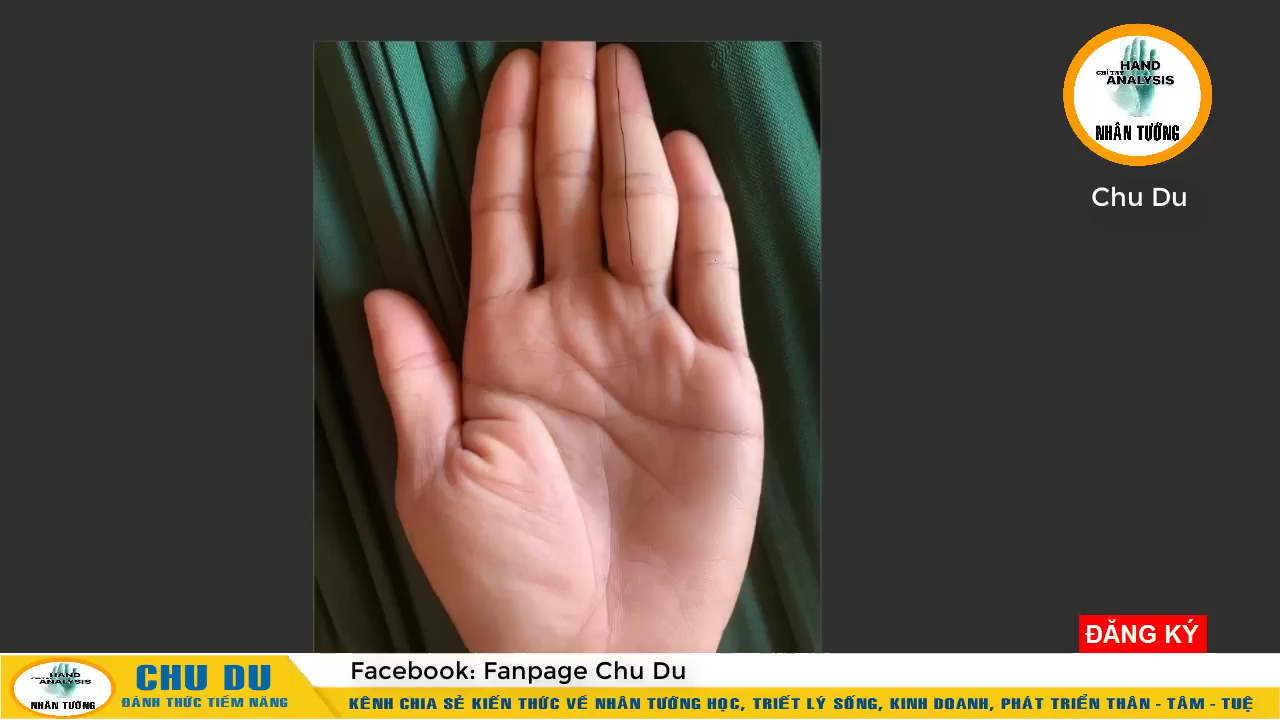 HAND
CHỈ TAY
ANALYSIS
NHÂN TƯỚNG
Chu Du
ĐĂNG KÝ
HAND
ANALYSIS
NHÂN TƯỚNG
CHU DU
ĐÁNH THỨC TIỀM NĂNG
Facebook: Fanpage Chu Du
KÊNH CHIA SẺ KIẾN THỨC VỀ NHÂN TƯỚNG HỌC, TRIẾT LÝ SỐNG, KINH DOANH, PHÁT TRIỂN THÂN - TÂM - TUỆ